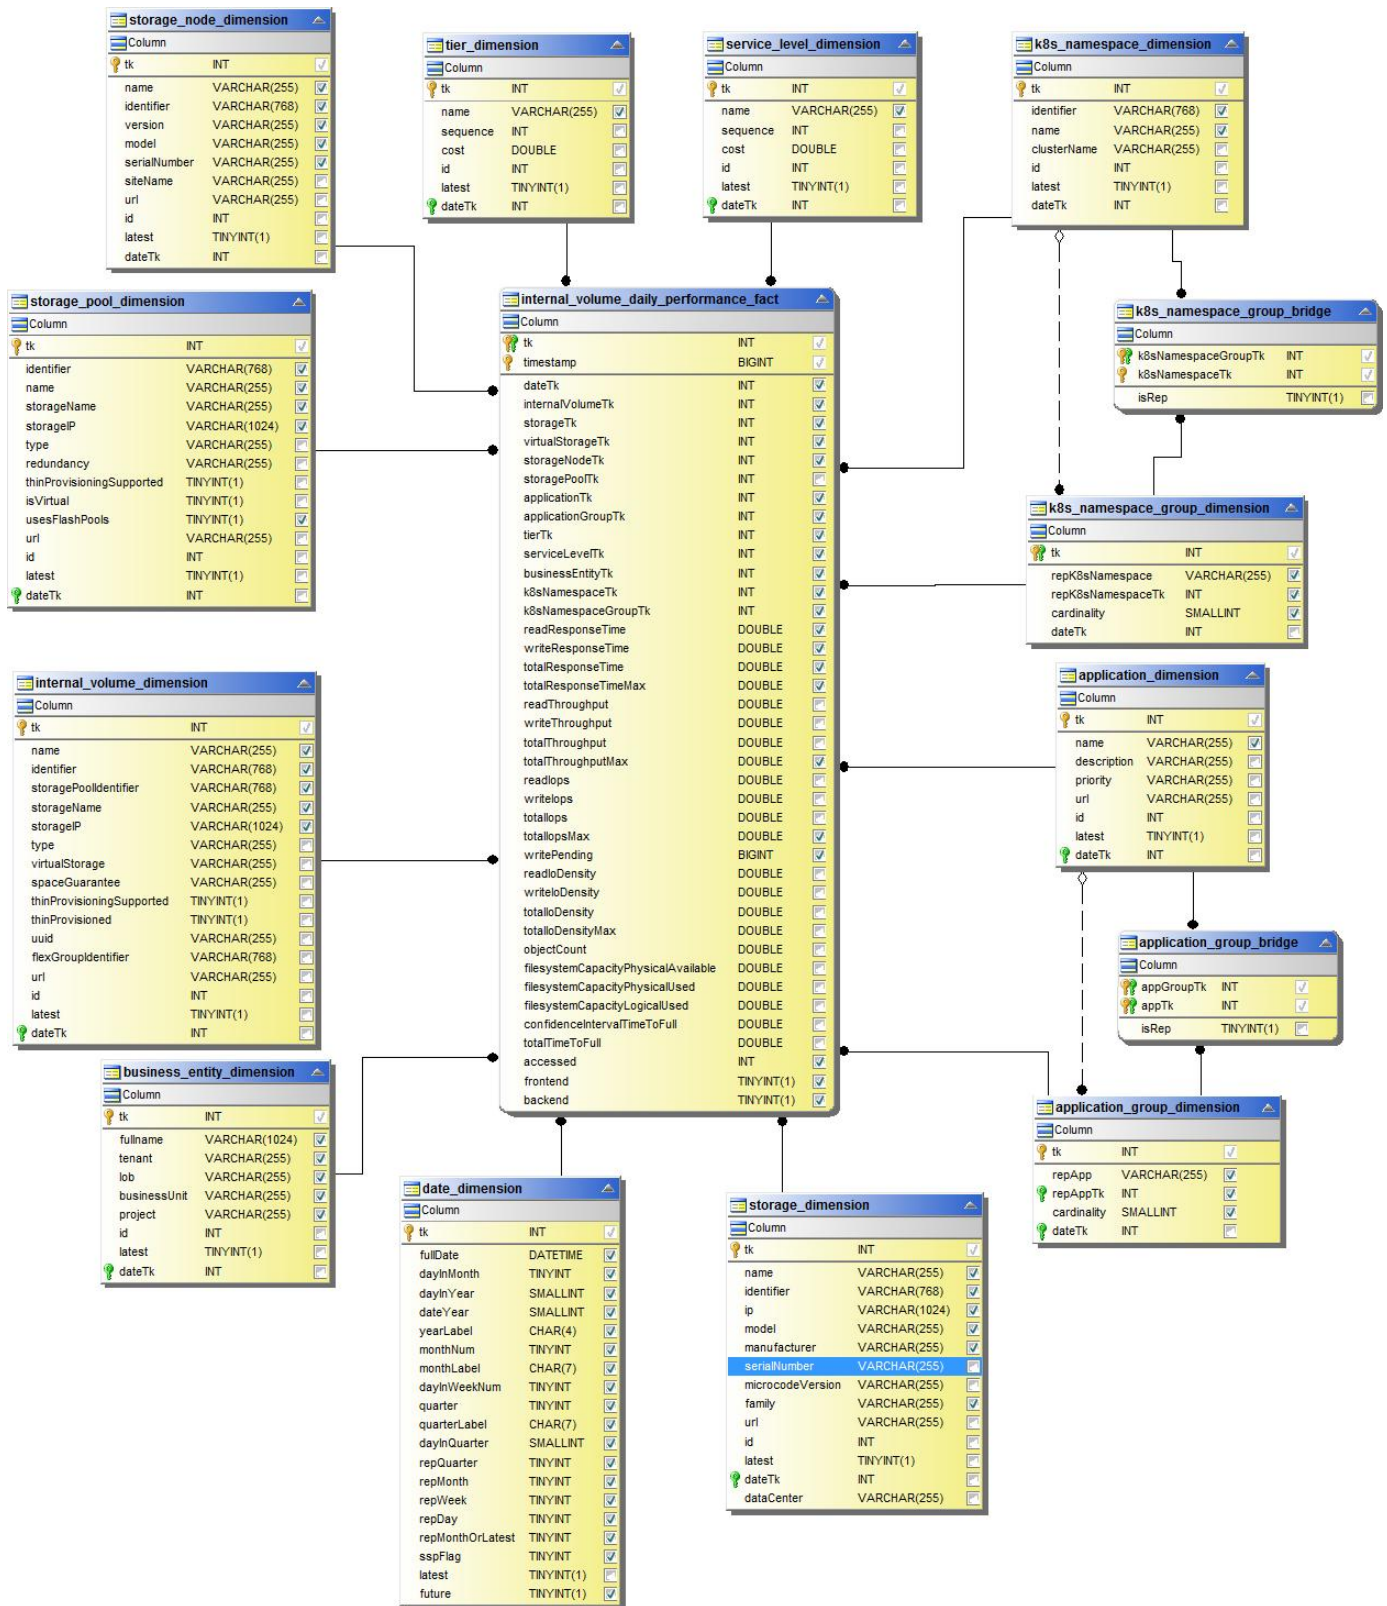 storage_node_dimension
Column
tk INT
name VARCHAR(255)
identifier VARCHAR(768)
version VARCHAR(255)
model VARCHAR(255)
serialNumber VARCHAR(255)
siteName VARCHAR(255)
url VARCHAR(255)
id INT
latest TINYINT(1)
dateTk INT
tier_dimension
Column
tk INT
name VARCHAR(255)
sequence INT
cost DOUBLE
id INT
latest TINYINT(1)
dateTk INT
service_level_dimension
Column
tk INT
name VARCHAR(255)
sequence INT
cost DOUBLE
id INT
latest TINYINT(1)
dateTk INT
k8s_namespace_dimension
Column
tk INT
identifier VARCHAR(768)
name VARCHAR(255)
clusterName VARCHAR(255)
id INT
latest TINYINT(1)
dateTk INT
storage_pool_dimension
Column
tk INT
identifier VARCHAR(768)
name VARCHAR(255)
storageName VARCHAR(255)
storageIP VARCHAR(1024)
type VARCHAR(255)
redundancy VARCHAR(255)
thinProvisioningSupported TINYINT(1)
isVirtual TINYINT(1)
usesFlashPools TINYINT(1)
url VARCHAR(255)
id INT
latest TINYINT(1)
dateTk INT
internal_volume_daily_performance_fact
Column
tk INT
timestamp BIGINT
dateTk INT
internalVolumeTk INT
storageTk INT
virtualStorageTk INT
storageNodeTk INT
storagePoolTk INT
applicationTk INT
applicationGroupTk INT
tierTk INT
serviceLevelTk INT
businessEntityTk INT
k8sNamespaceTk INT
k8sNamespaceGroupTk INT
readResponseTime DOUBLE
writeResponseTime DOUBLE
totalResponseTime DOUBLE
totalResponseTimeMax DOUBLE
readThroughput DOUBLE
writeThroughput DOUBLE
totalThroughput DOUBLE
totalThroughputMax DOUBLE
readIops DOUBLE
writeIops DOUBLE
totalIops DOUBLE
totalIopsMax DOUBLE
writePending BIGINT
readIoDensity DOUBLE
writeIoDensity DOUBLE
totalIoDensity DOUBLE
totalIoDensityMax DOUBLE
objectCount DOUBLE
filesystemCapacityPhysicalAvailable DOUBLE
filesystemCapacityPhysicalUsed DOUBLE
filesystemCapacityLogicalUsed DOUBLE
confidenceIntervalTimeToFull DOUBLE
totalTimeToFull DOUBLE
accessed INT
frontend TINYINT(1)
backend TINYINT(1)
k8s_namespace_group_bridge
Column
k8sNamespaceGroupTk INT
k8sNamespaceTk INT
isRep TINYINT(1)
k8s_namespace_group_dimension
Column
tk INT
repK8sNamespace VARCHAR(255)
repK8sNamespaceTk INT
cardinality SMALLINT
dateTk INT
internal_volume_dimension
Column
tk INT
name VARCHAR(255)
identifier VARCHAR(768)
storagePoolIdentifier VARCHAR(768)
storageName VARCHAR(255)
storageIP VARCHAR(1024)
type VARCHAR(255)
virtualStorage VARCHAR(255)
spaceGuarantee VARCHAR(255)
thinProvisioningSupported TINYINT(1)
thinProvisioned TINYINT(1)
uuid VARCHAR(255)
flexGroupIdentifier VARCHAR(768)
url VARCHAR(255)
id INT
latest TINYINT(1)
dateTk INT
application_dimension
Column
tk INT
name VARCHAR(255)
description VARCHAR(255)
priority VARCHAR(255)
url VARCHAR(255)
id INT
latest TINYINT(1)
dateTk INT
application_group_bridge
Column
appGroupTk INT
appTk INT
isRep TINYINT(1)
business_entity_dimension
Column
tk INT
fullname VARCHAR(1024)
tenant VARCHAR(255)
lob VARCHAR(255)
businessUnit VARCHAR(255)
project VARCHAR(255)
id INT
latest TINYINT(1)
dateTk INT
application_group_dimension
Column
tk INT
repApp VARCHAR(255)
repAppTk INT
cardinality SMALLINT
dateTk INT
date_dimension
Column
tk INT
fullDate DATETIME
dayInMonth TINYINT
dayInYear SMALLINT
dateYear SMALLINT
yearLabel CHAR(4)
monthNum TINYINT
monthLabel CHAR(7)
dayInWeekNum TINYINT
quarter TINYINT
quarterLabel CHAR(7)
dayInQuarter SMALLINT
repQuarter TINYINT
repMonth TINYINT
repWeek TINYINT
repDay TINYINT
repMonthOrLatest TINYINT
sspFlag TINYINT
latest TINYINT(1)
future TINYINT(1)
storage_dimension
Column
tk INT
name VARCHAR(255)
identifier VARCHAR(768)
ip VARCHAR(1024)
model VARCHAR(255)
manufacturer VARCHAR(255)
serialNumber VARCHAR(255)
microcodeVersion VARCHAR(255)
family VARCHAR(255)
url VARCHAR(255)
id INT
latest TINYINT(1)
dateTk INT
dataCenter VARCHAR(255)